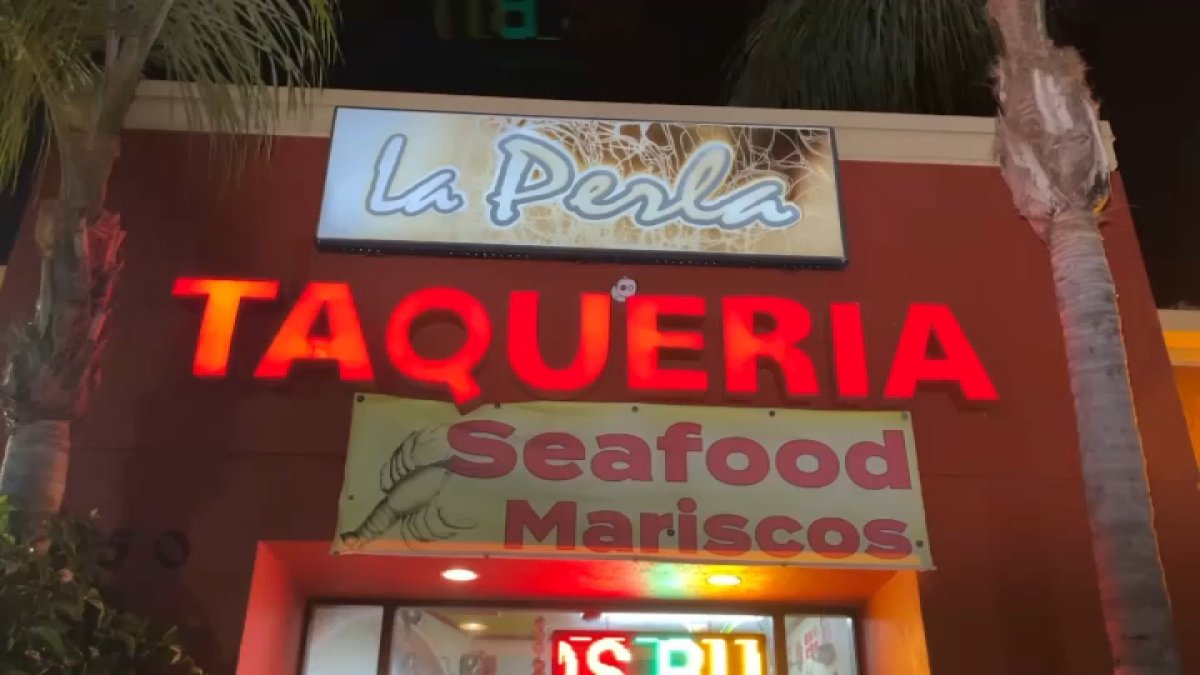 La Perla
TAQUERIA
Seafood
Mariscos